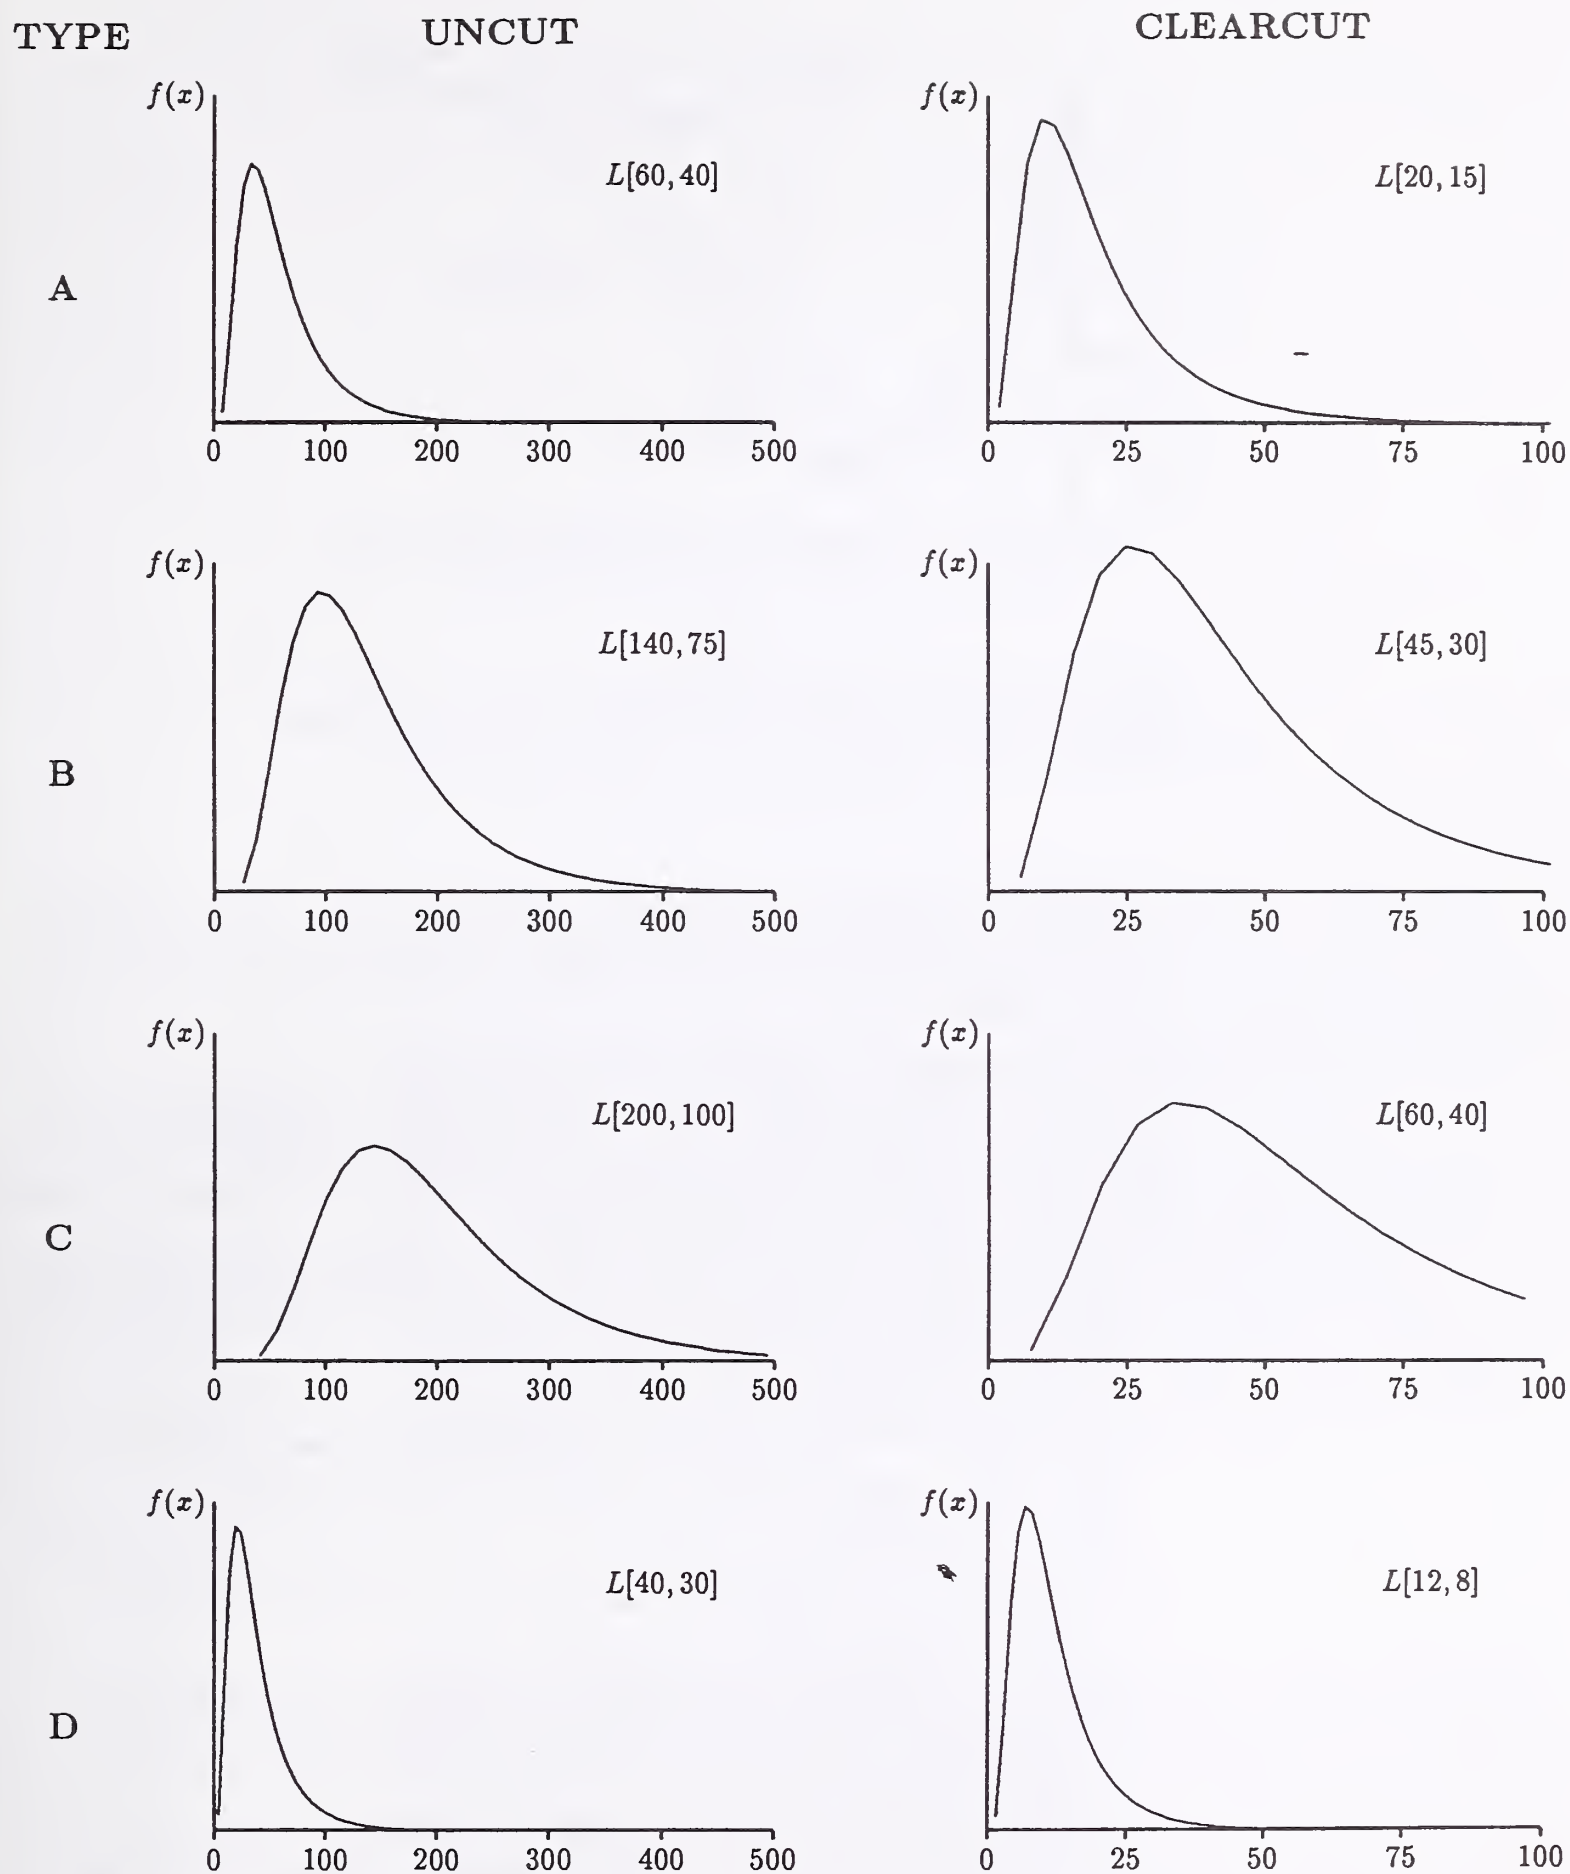 TYPE UNCUT CLEARCUT
f(x) f(x)
L[60,40] L[20,15]
A
0 100 200 300 400 500 0 25 50 75 100
f(x) f(x)
L[140,75] L[45,30]
B
0 100 200 300 400 500 0 25 50 75 100
f(x) f(x)
L[200,100] L[60,40]
C
0 100 200 300 400 500 0 25 50 75 100
f(x) f(x)
L[40,30] L[12,8]
D
0 100 200 300 400 500 0 25 50 75 100